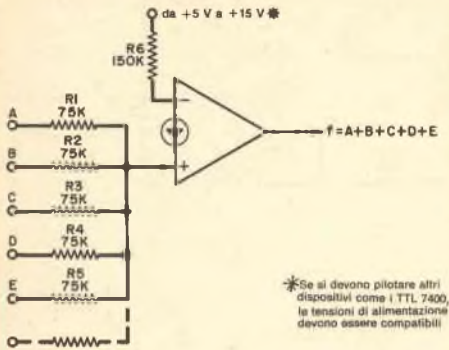 da +5 V a +15 V *
R6
150K
−
+
f=A+B+C+D+E
A
R1
75K
B
R2
75K
C
R3
75K
D
R4
75K
E
R5
75K
*Se si devono pilotare altri
dispositivi come i TTL 7400,
le tensioni di alimentazione
devono essere compatibili